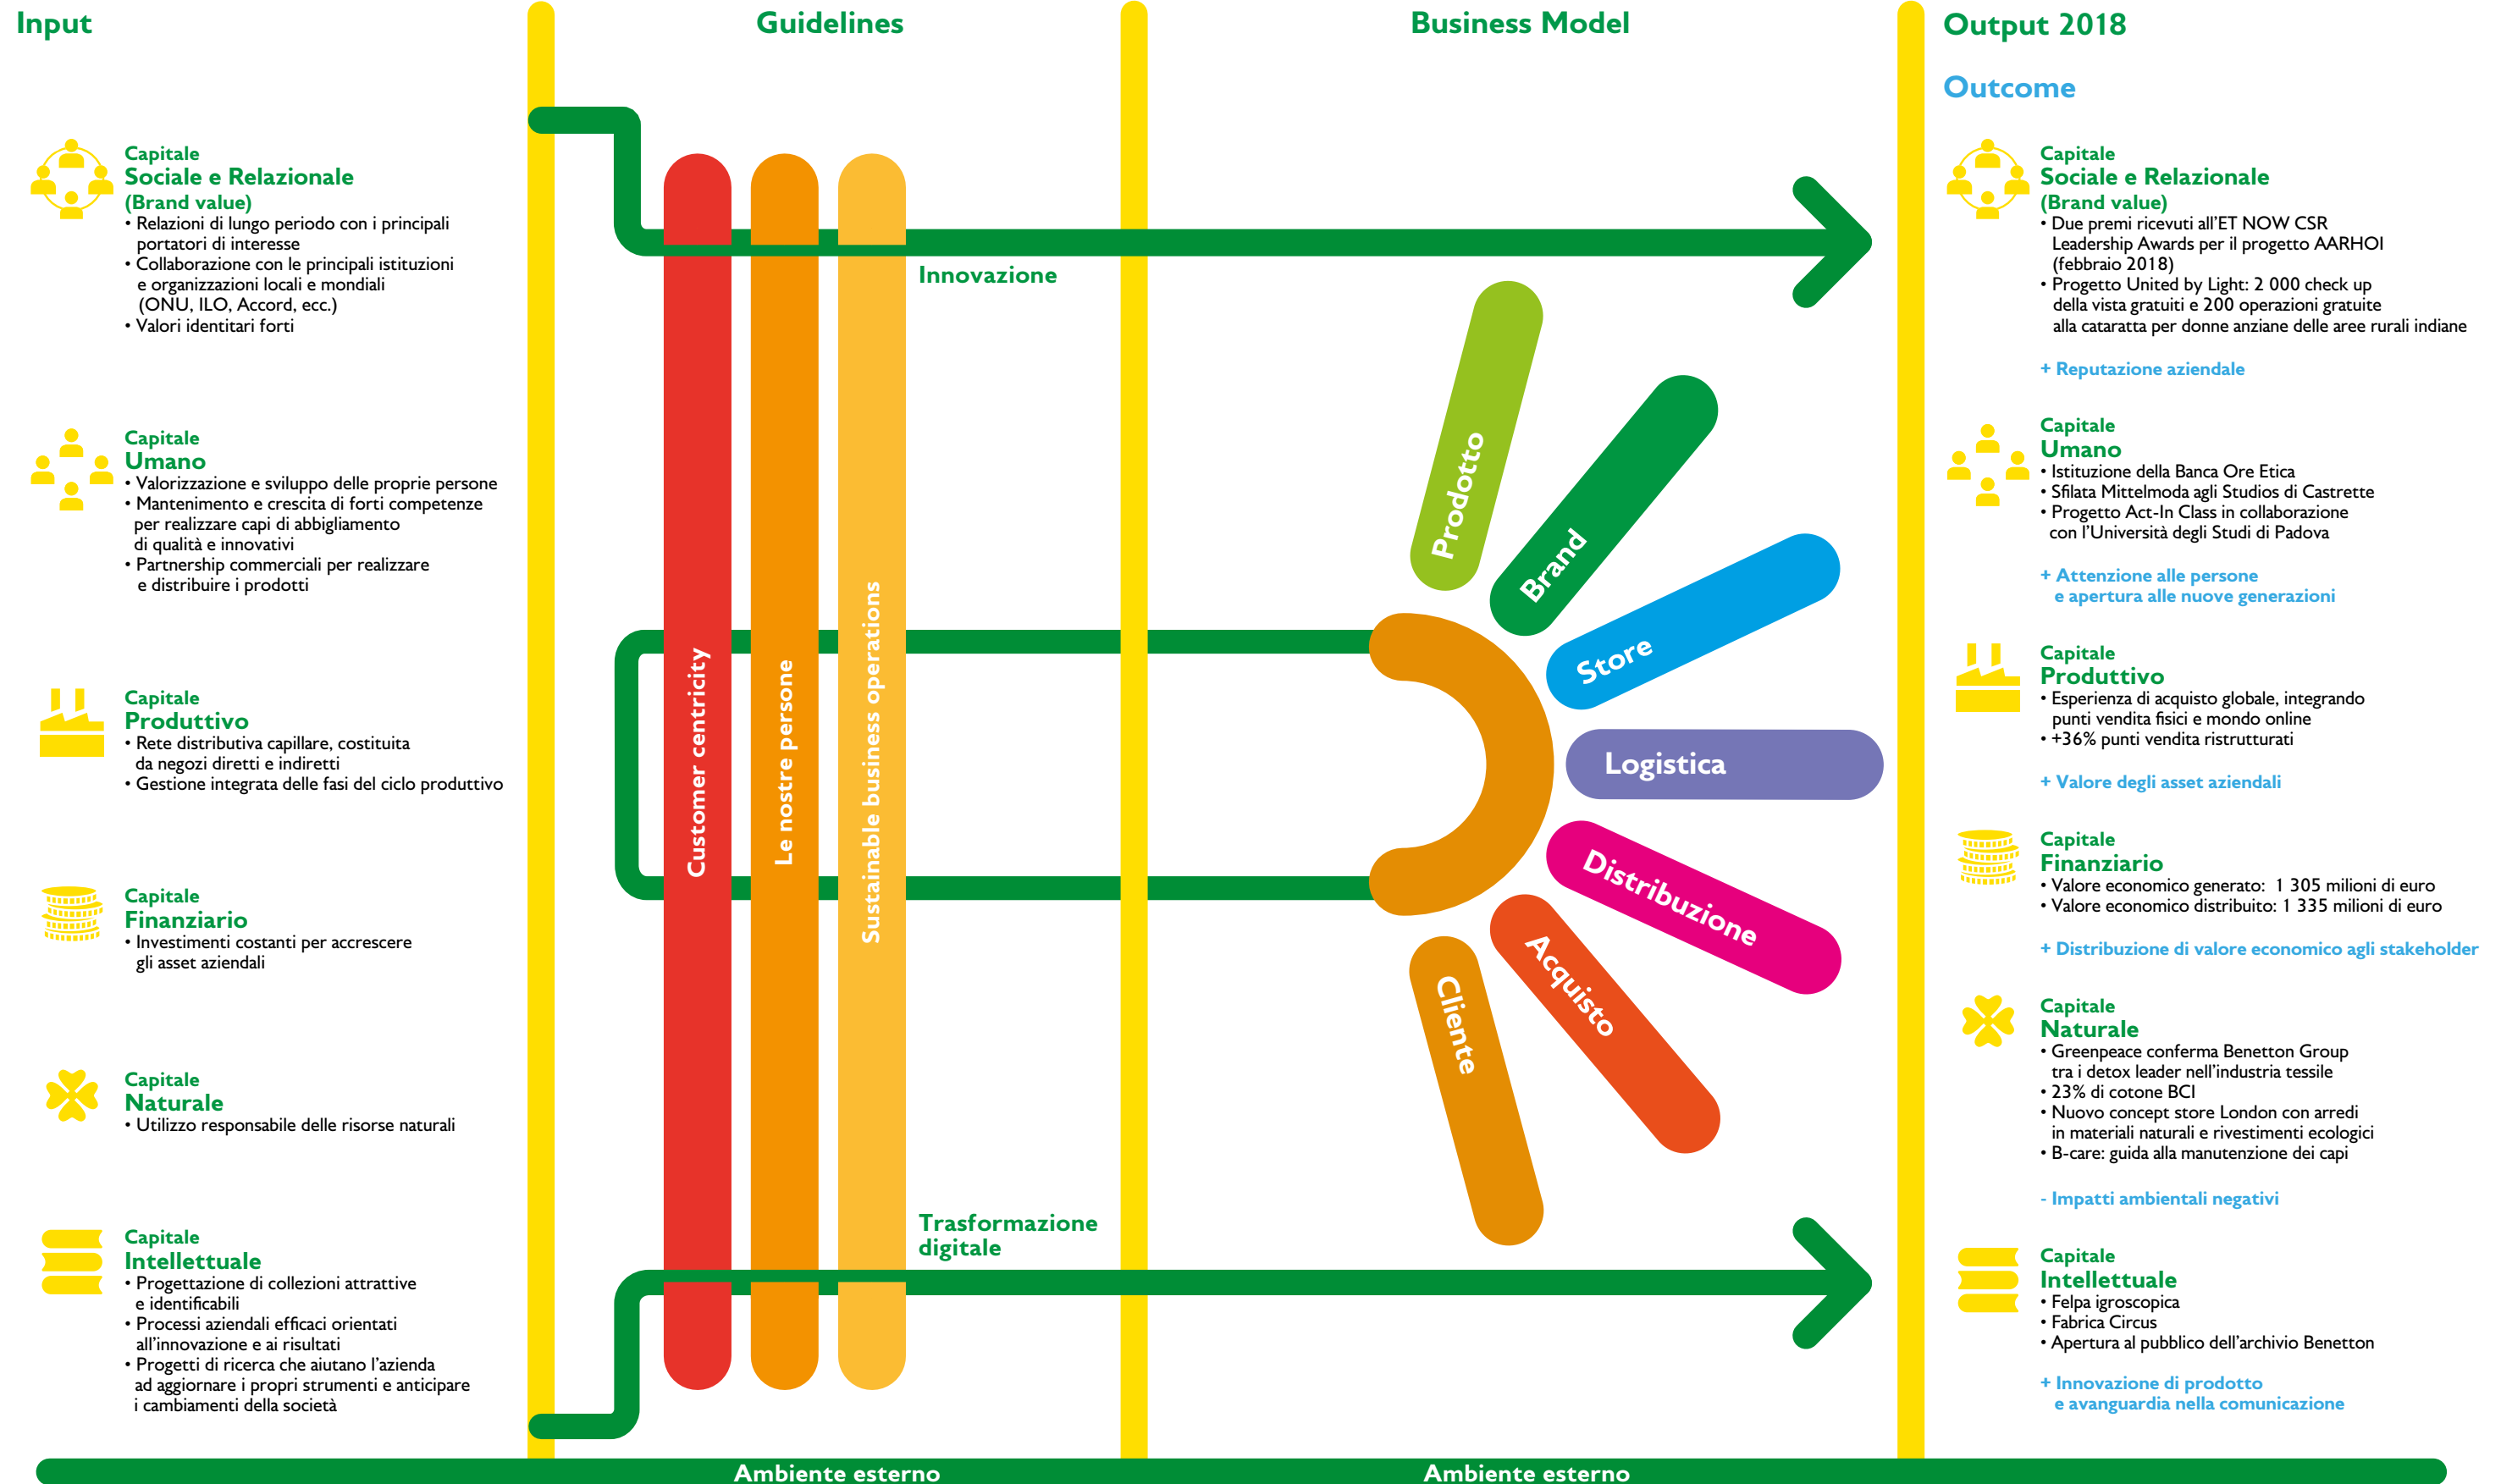 Input
Capitale
Sociale e Relazionale
(Brand value)
• Relazioni di lungo periodo con i principali
portatori di interesse
• Collaborazione con le principali istituzioni
e organizzazioni locali e mondiali
(ONU, ILO, Accord, ecc.)
• Valori identitari forti
Capitale
Umano
• Valorizzazione e sviluppo delle proprie persone
• Mantenimento e crescita di forti competenze
per realizzare capi di abbigliamento
di qualità e innovativi
• Partnership commerciali per realizzare
e distribuire i prodotti
Capitale
Produttivo
• Rete distributiva capillare, costituita
da negozi diretti e indiretti
• Gestione integrata delle fasi del ciclo produttivo
Capitale
Finanziario
• Investimenti costanti per accrescere
gli asset aziendali
Capitale
Naturale
• Utilizzo responsabile delle risorse naturali
Capitale
Intellettuale
• Progettazione di collezioni attrattive
e identificabili
• Processi aziendali efficaci orientati
all'innovazione e ai risultati
• Progetti di ricerca che aiutano l'azienda
ad aggiornare i propri strumenti e anticipare
i cambiamenti della società
Guidelines
Customer centricity
Le nostre persone
Sustainable business operations
Innovazione
Trasformazione
digitale
Business Model
Prodotto
Brand
Store
Logistica
Distribuzione
Acquisto
Cliente
Output 2018
Outcome
Capitale
Sociale e Relazionale
(Brand value)
• Due premi ricevuti all'ET NOW CSR
Leadership Awards per il progetto AARHOI
(febbraio 2018)
• Progetto United by Light: 2 000 check up
della vista gratuiti e 200 operazioni gratuite
alla cataratta per donne anziane delle aree rurali indiane
+ Reputazione aziendale
Capitale
Umano
• Istituzione della Banca Ore Etica
• Sfilata Mittelmoda agli Studios di Castrette
• Progetto Act-In Class in collaborazione
con l'Università degli Studi di Padova
+ Attenzione alle persone
e apertura alle nuove generazioni
Capitale
Produttivo
• Esperienza di acquisto globale, integrando
punti vendita fisici e mondo online
• +36% punti vendita ristrutturati
+ Valore degli asset aziendali
Capitale
Finanziario
• Valore economico generato: 1 305 milioni di euro
• Valore economico distribuito: 1 335 milioni di euro
+ Distribuzione di valore economico agli stakeholder
Capitale
Naturale
• Greenpeace conferma Benetton Group
tra i detox leader nell'industria tessile
• 23% di cotone BCI
• Nuovo concept store London con arredi
in materiali naturali e rivestimenti ecologici
• B-care: guida alla manutenzione dei capi
- Impatti ambientali negativi
Capitale
Intellettuale
• Felpa igroscopica
• Fabrica Circus
• Apertura al pubblico dell'archivio Benetton
+ Innovazione di prodotto
e avanguardia nella comunicazione
Ambiente esterno
Ambiente esterno